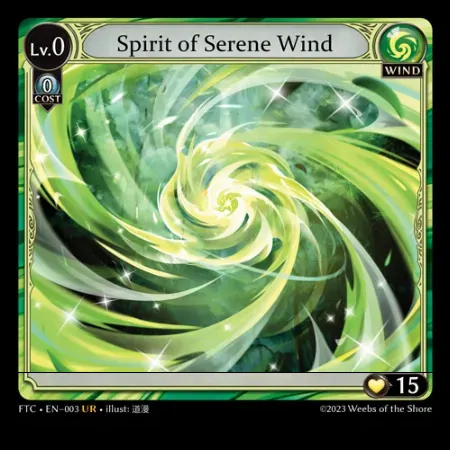 Lv.0
Spirit of Serene Wind
WIND
0
COST
15
FTC • EN-003 UR • illust: 道漫
©2023 Weebs of the Shore